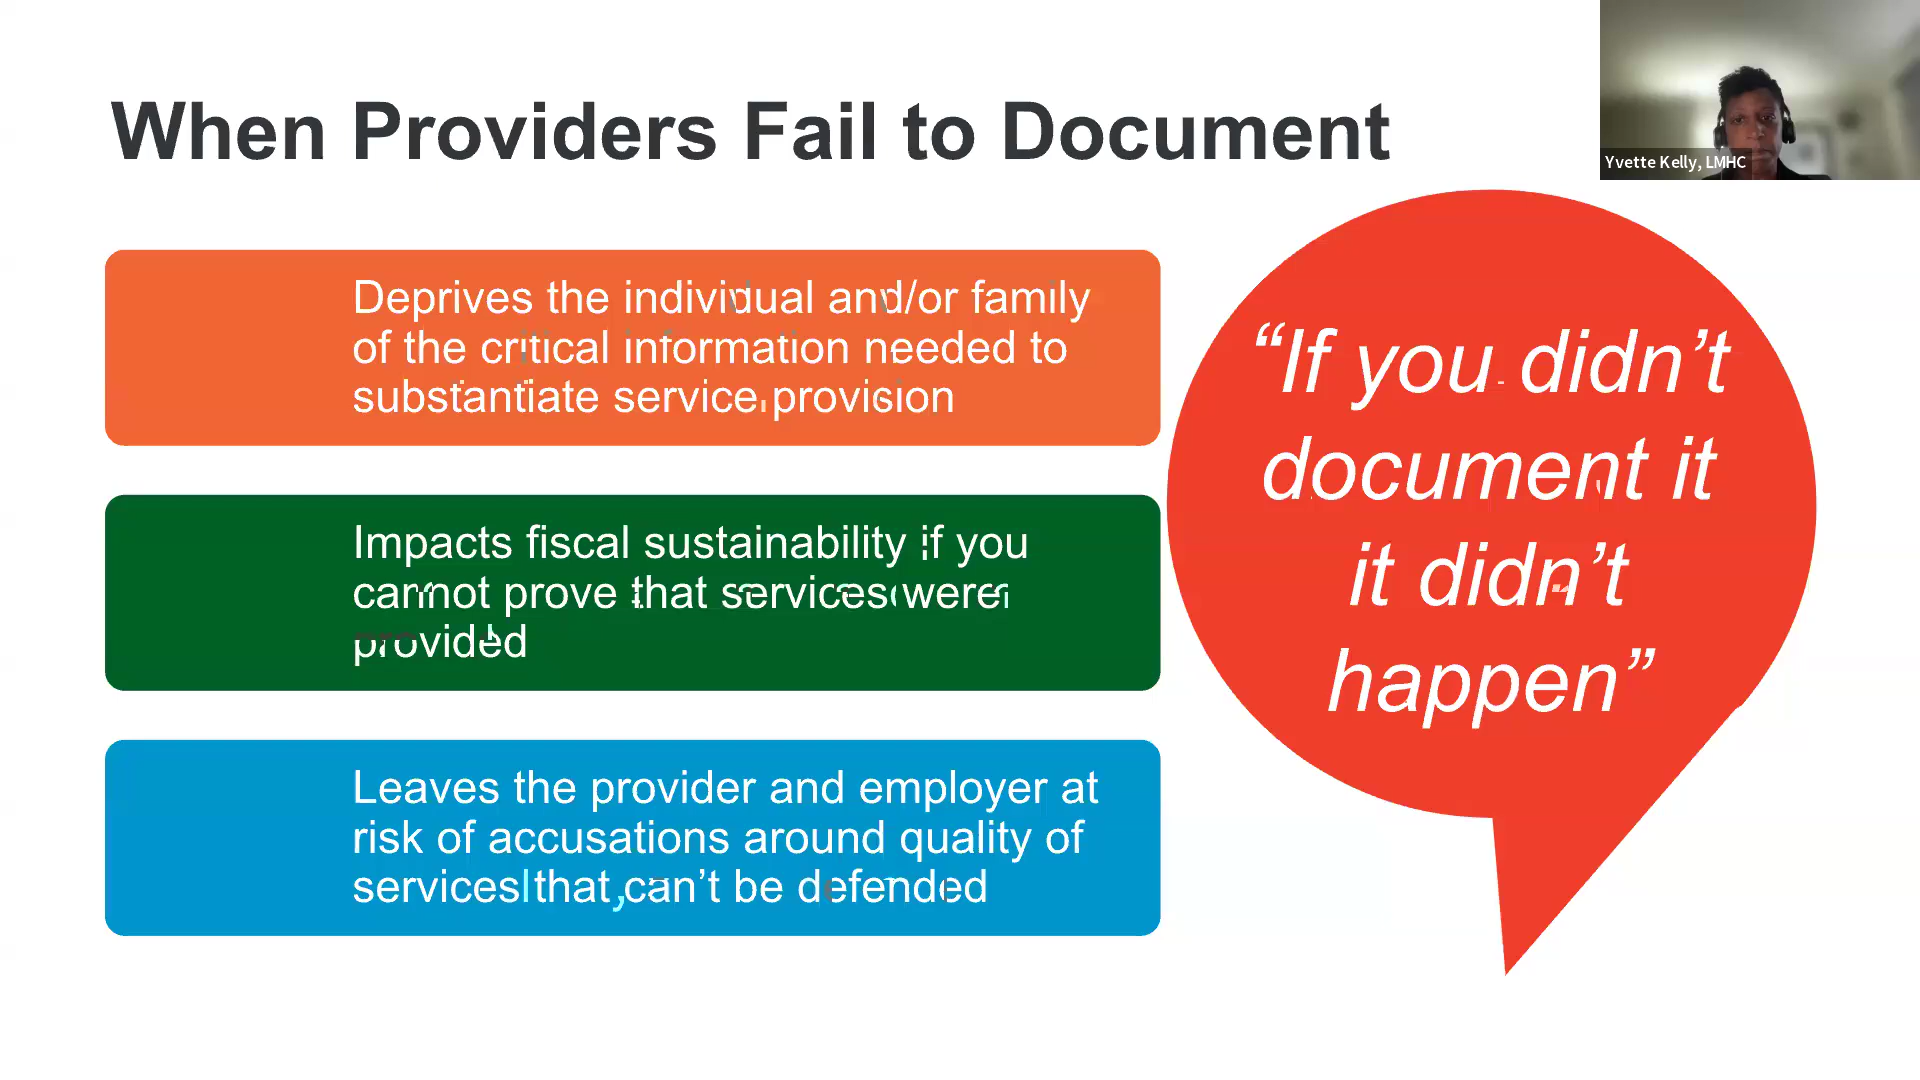 When Providers Fail to Document
Yvette Kelly, LMHC
Deprives the individual and/or family
of the critical information needed to
substantiate service provision
Impacts fiscal sustainability if you
cannot prove that services were
provided
Leaves the provider and employer at
risk of accusations around quality of
services that can’t be defended
“If you didn’t
document it
it didn’t
happen”